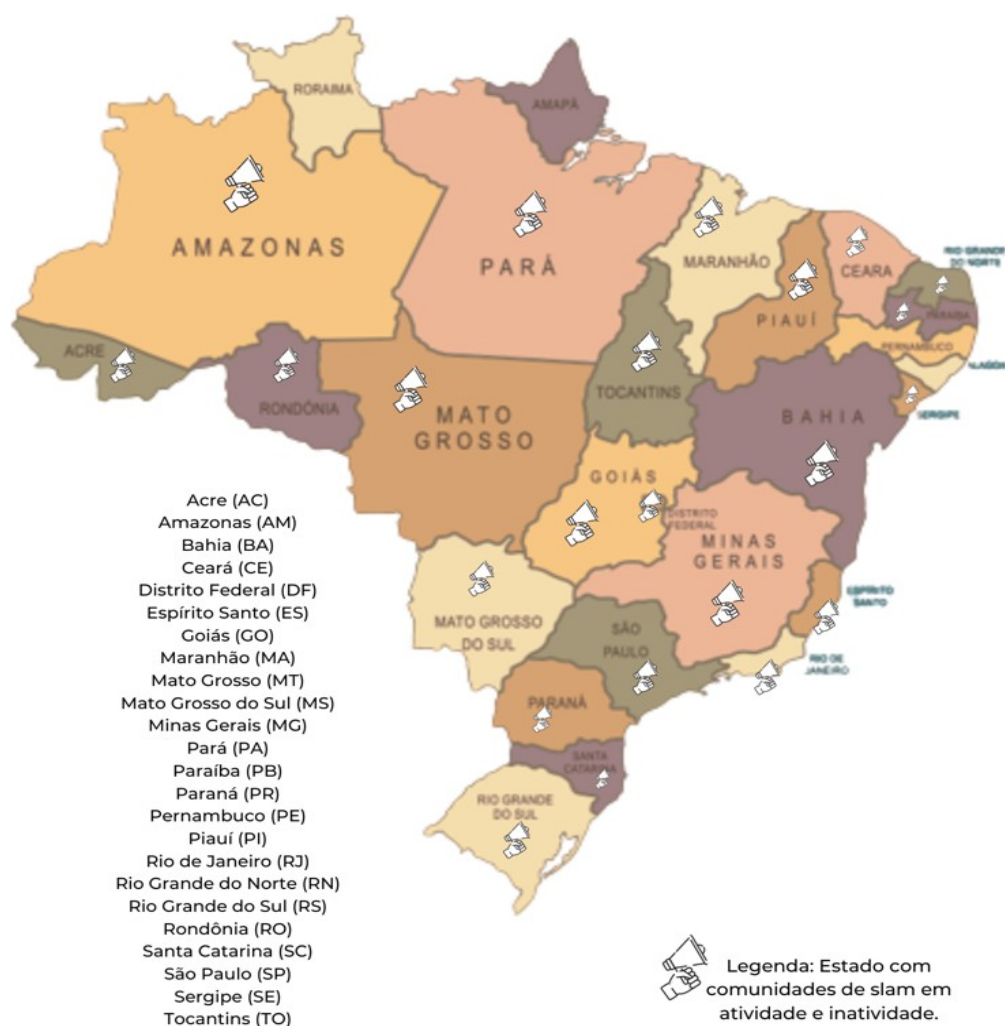 RORAIMA
AMAPÁ
AMAZONAS
PARÁ
MARANHÃO
CEARA
RIO GRANDE
DO NORTE
PIAUÍ
PARAÍBA
PERNAMBUCO
ALAGOA
ACRE
TOCANTINS
SERGIPE
RONDÔNIA
MATO
GROSSO
BAHIA
GOIÁS
DISTRITO
FEDERAL
MINAS
GERAIS
ESPÍRITO
SANTO
MATO GROSSO
DO SUL
SÃO
PAULO
RIO DE
JANEIRO
PARANÁ
SANTA
CATARINA
RIO GRANDE
DO SUL
Acre (AC)
Amazonas (AM)
Bahia (BA)
Ceará (CE)
Distrito Federal (DF)
Espírito Santo (ES)
Goiás (GO)
Maranhão (MA)
Mato Grosso (MT)
Mato Grosso do Sul (MS)
Minas Gerais (MG)
Pará (PA)
Paraíba (PB)
Paraná (PR)
Pernambuco (PE)
Piauí (PI)
Rio de Janeiro (RJ)
Rio Grande do Norte (RN)
Rio Grande do Sul (RS)
Rondônia (RO)
Santa Catarina (SC)
São Paulo (SP)
Sergipe (SE)
Tocantins (TO)
Legenda: Estado com
comunidades de slam em
atividade e inatividade.